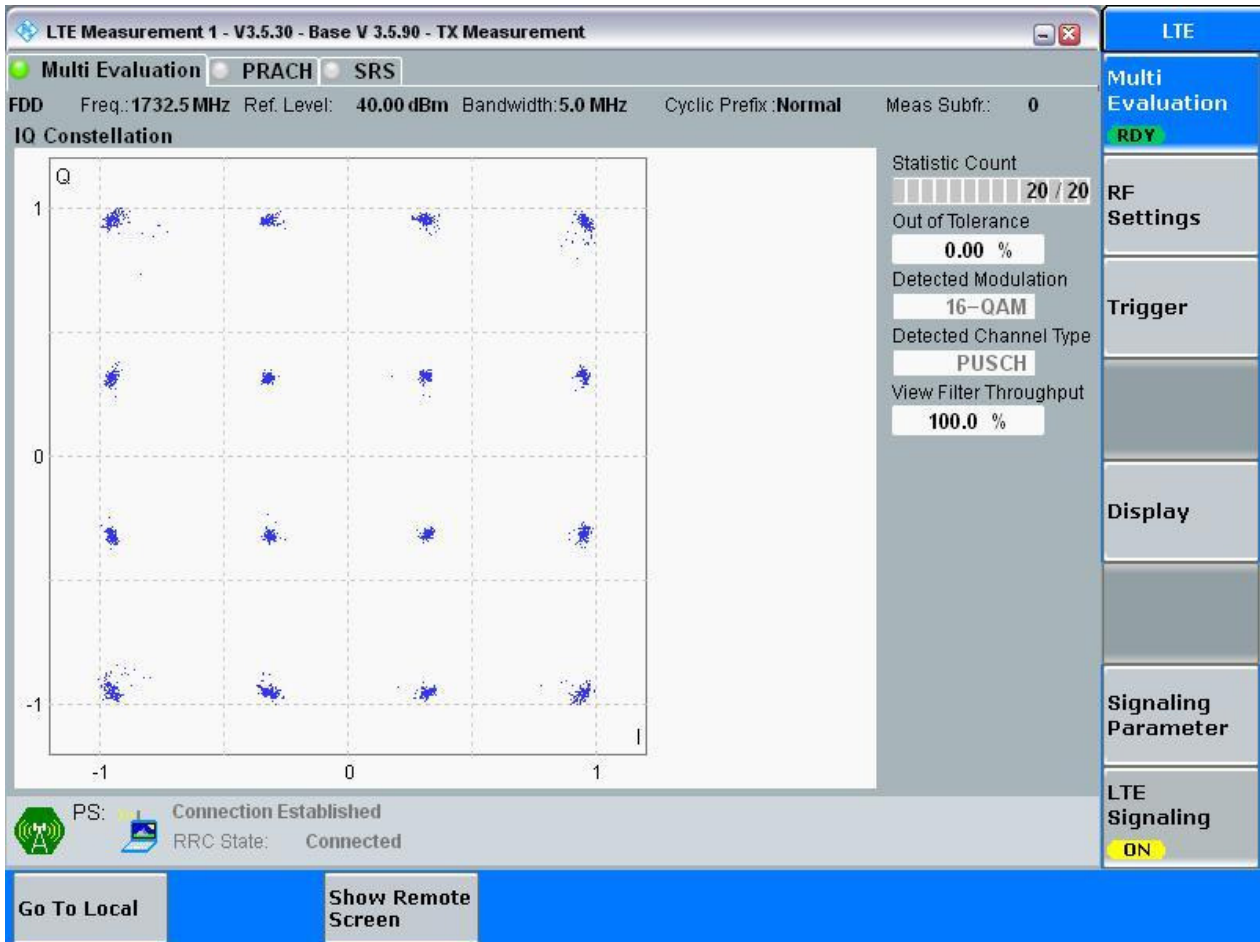 LTE Measurement 1 - V3.5.30 - Base V 3.5.90 - TX Measurement
Multi Evaluation PRACH SRS
FDD Freq.: 1732.5 MHz Ref. Level: 40.00 dBm Bandwidth: 5.0 MHz Cyclic Prefix : Normal Meas Subfr.: 0
IQ Constellation
Q
1
0
-1
I
-1 0 1
Statistic Count
20 / 20
Out of Tolerance
0.00 %
Detected Modulation
16-QAM
Detected Channel Type
PUSCH
View Filter Throughput
100.0 %
PS: Connection Established
RRC State: Connected
LTE
Multi
Evaluation
RDY
RF
Settings
Trigger
Display
Signaling
Parameter
LTE
Signaling
ON
Go To Local
Show Remote
Screen